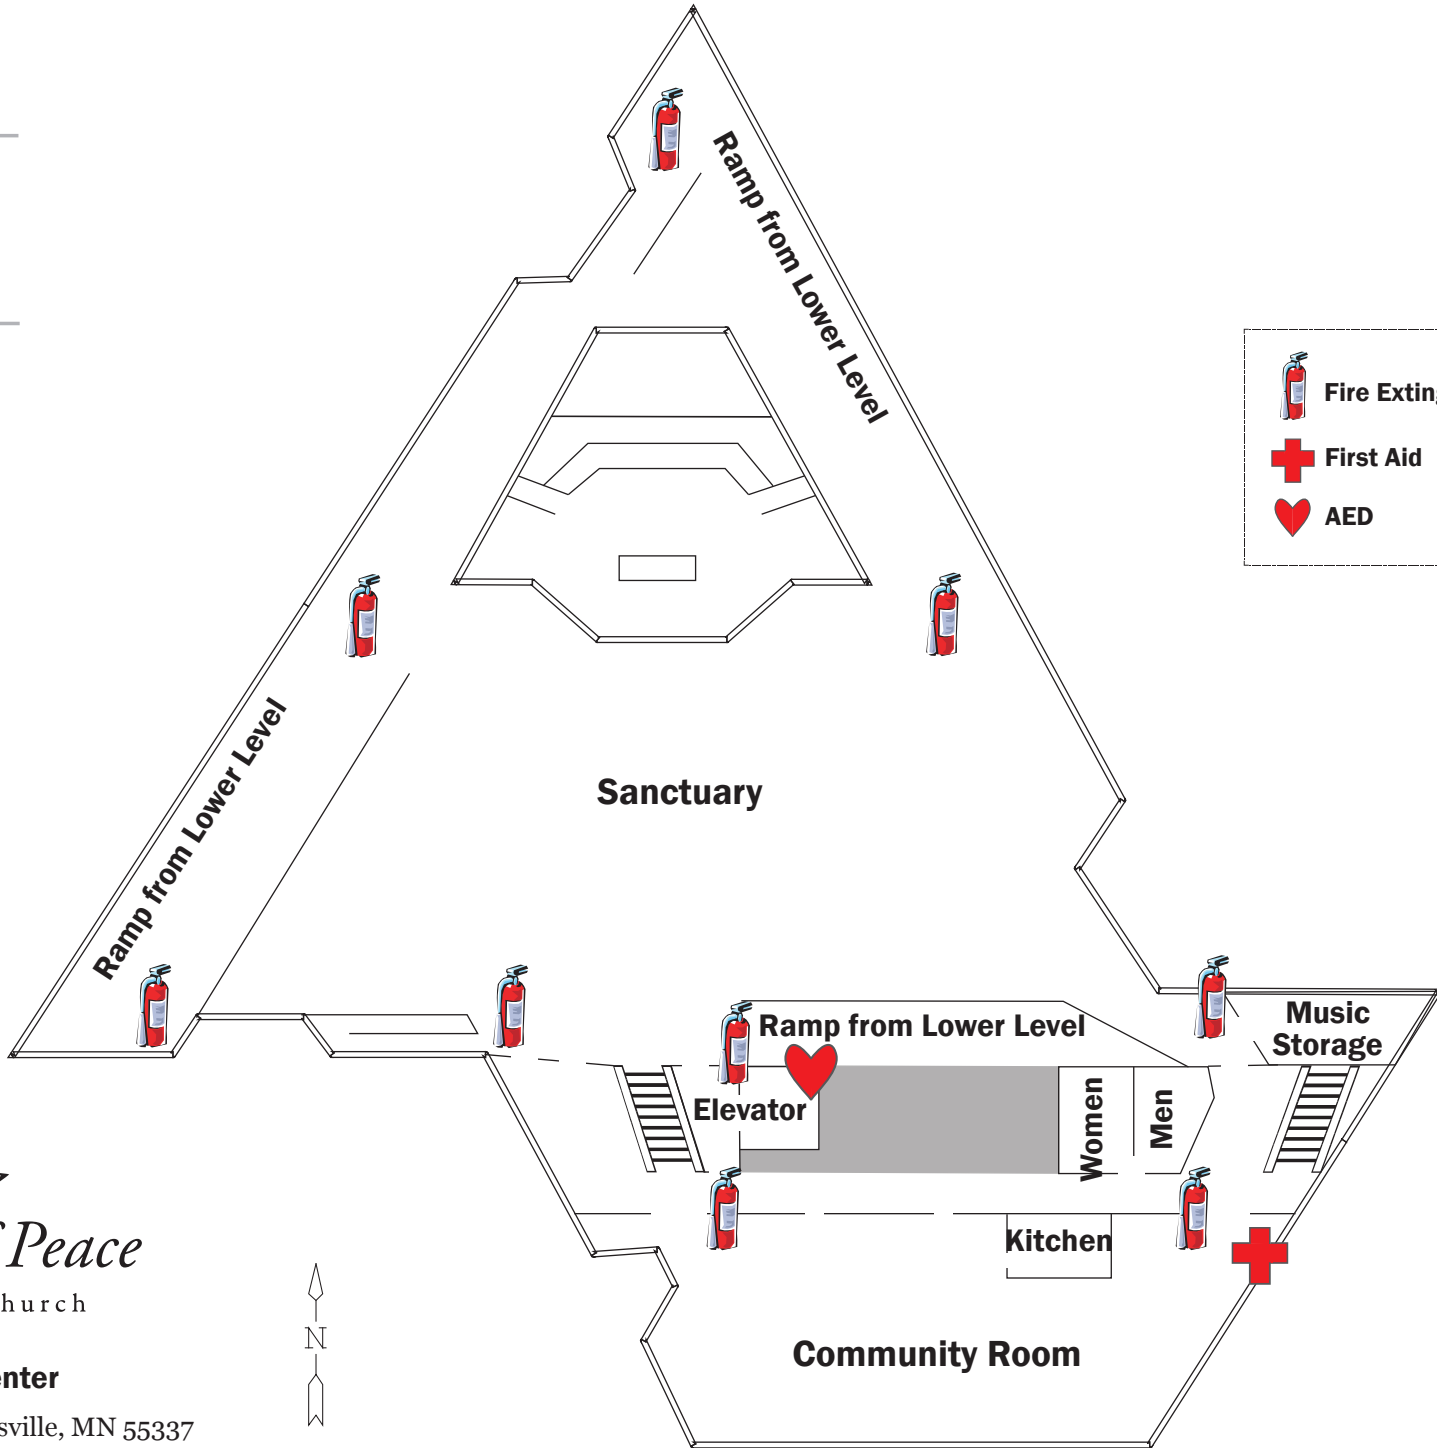 Ramp from Lower Level
Fire Exting
First Aid
AED
Ramp from Lower Level
Sanctuary
Ramp from Lower Level
Music
Storage
Elevator
Women
Men
Kitchen
Community Room
f Peace
hurch
N
enter
sville, MN 55337